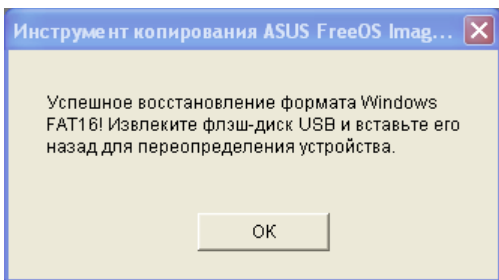 Инструмент копирования ASUS FreeOS Imag...
Успешное восстановление формата Windows
FAT16! Извлеките флэш-диск USB и вставьте его
назад для переопределения устройства.
OK